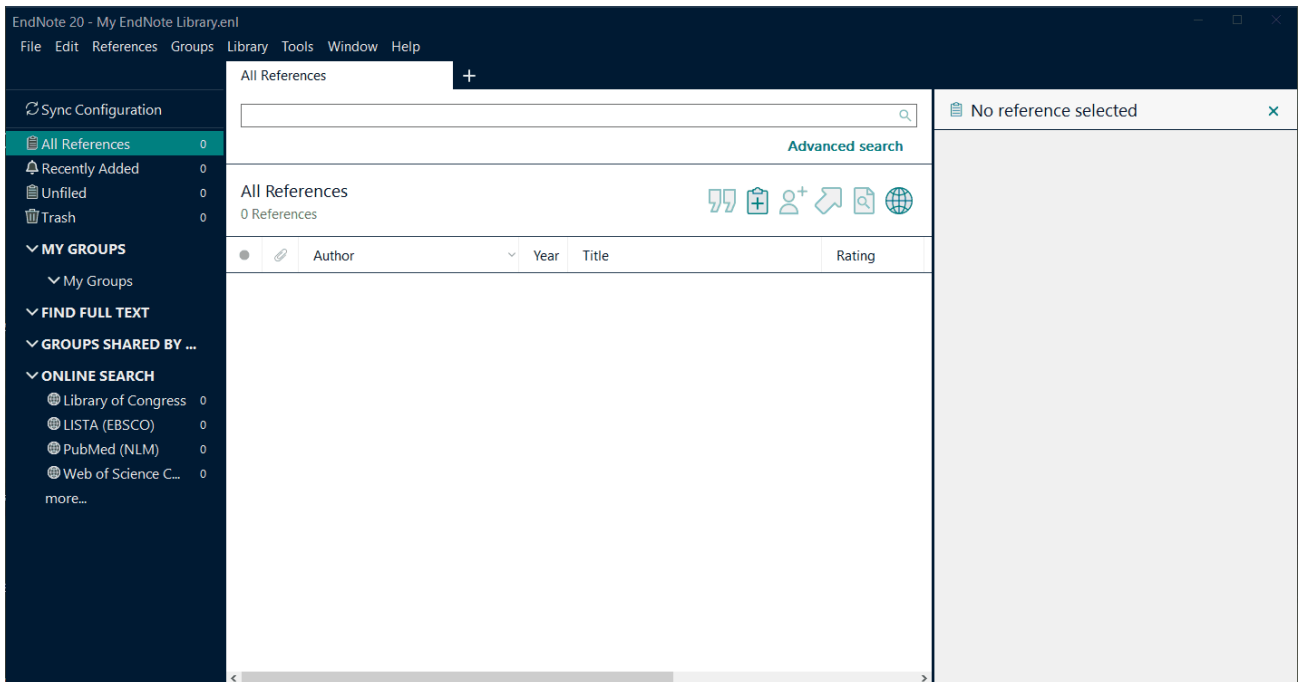 EndNote 20 - My EndNote Library.enl
File Edit References Groups Library Tools Window Help
All References
Sync Configuration
All References 0
Recently Added 0
Unfiled 0
Trash 0
MY GROUPS
My Groups
FIND FULL TEXT
GROUPS SHARED BY ...
ONLINE SEARCH
Library of Congress 0
LISTA (EBSCO) 0
PubMed (NLM) 0
Web of Science C... 0
more...
Advanced search
All References
0 References
Author Year Title Rating
No reference selected